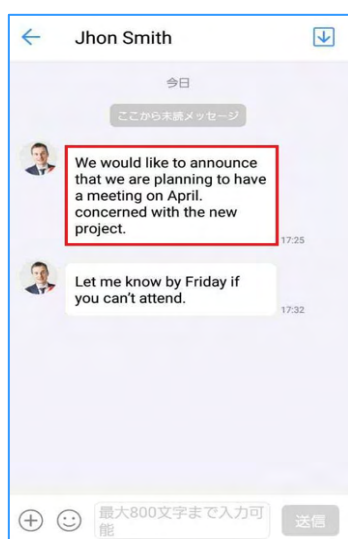 Jhon Smith
今日
ここから未読メッセージ
We would like to announce
that we are planning to have
a meeting on April.
concerned with the new
project.
17:25
Let me know by Friday if
you can't attend.
17:32
最大800文字まで入力可
能
送信